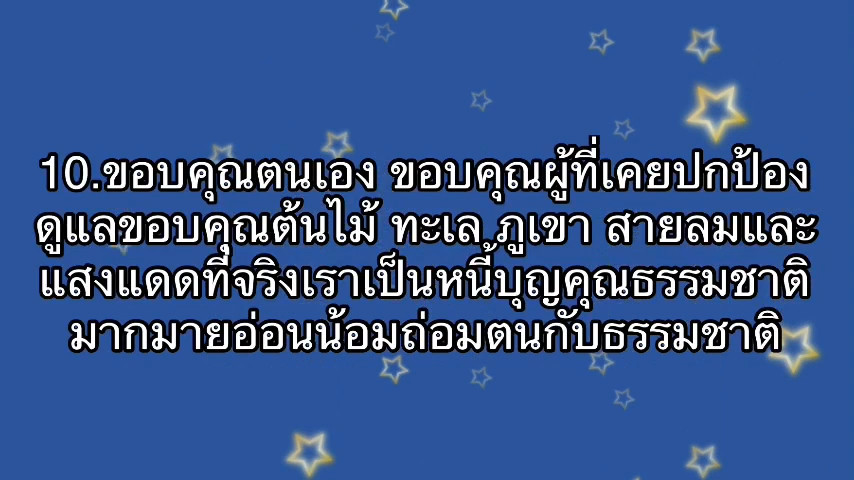 10.ขอบคุณตนเอง ขอบคุณผู้ที่เคยปกป้อง
ดูแลขอบคุณต้นไม้ ทะเล ภูเขา สายลมและ
แสงแดดที่จริงเราเป็นหนี้บุญคุณธรรมชาติ
มากมายอ่อนน้อมถ่อมตนกับธรรมชาติ